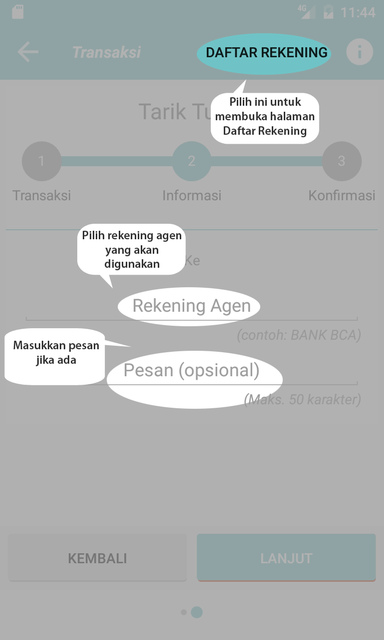 11:44
Transaksi
DAFTAR REKENING
Pilih ini untuk
membuka halaman
Daftar Rekening
Tarik Tu
1
2
3
Transaksi
Informasi
Konfirmasi
Pilih rekening agen
yang akan
digunakan
Ke
Rekening Agen
(contoh: BANK BCA)
Masukkan pesan
jika ada
Pesan (opsional)
(Maks. 50 karakter)
KEMBALI
LANJUT